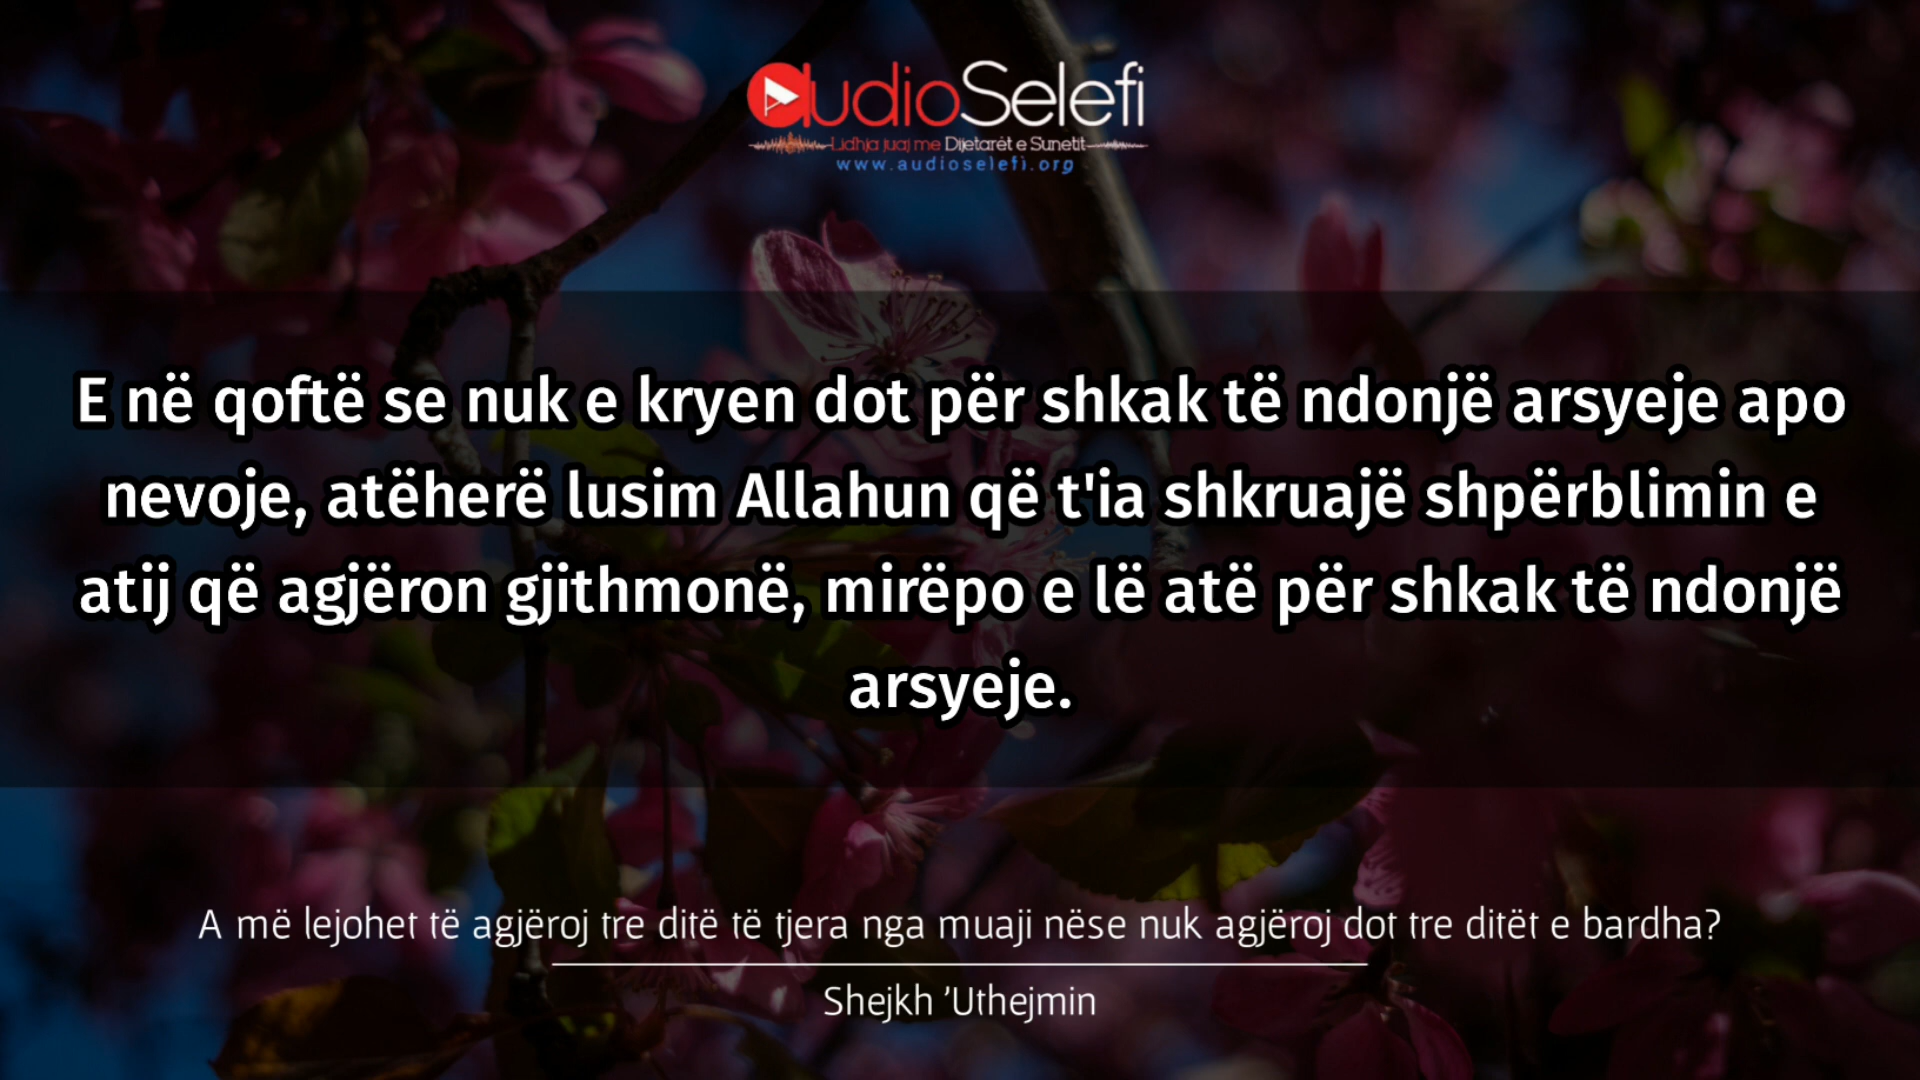 audioSelefi
Lidhja juaj me Dijetarët e Sunetit
www.audioselefi.org
E në qoftë se nuk e kryen dot për shkak të ndonjë arsyeje apo
nevoje, atëherë lusim Allahun që t'ia shkruajë shpërblimin e
atij që agjëron gjithmonë, mirëpo e lë atë për shkak të ndonjë
arsyeje.
A më lejohet të agjëroj tre ditë të tjera nga muaji nëse nuk agjëroj dot tre ditët e bardha?
Shejkh ’Uthejmin